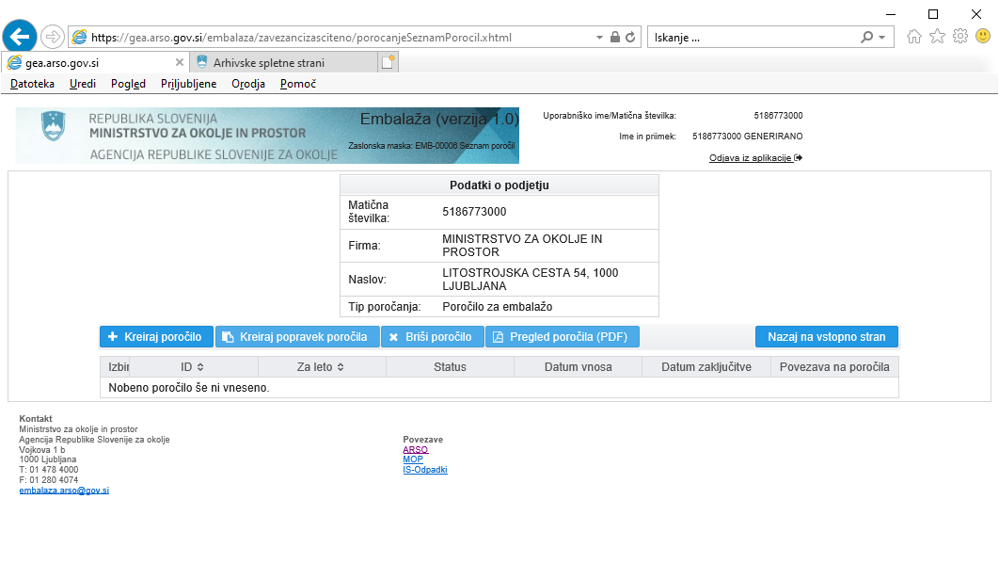 https://gea.arso.gov.si/embalaza/zavezancizasciteno/porocanjeSeznamPorocil.xhtml
Iskanje ...
gea.arso.gov.si
Arhivske spletne strani
Datoteka Uredi Pogled Priljubljene Orodja Pomoč
REPUBLIKA SLOVENIJA
MINISTRSTVO ZA OKOLJE IN PROSTOR
AGENCIJA REPUBLIKE SLOVENIJE ZA OKOLJE
Embalaža (verzija 1.0)
Zaslonska maska: EMB-00006 Seznam poročil
Uporabniško ime/Matična številka: 5186773000
Ime in priimek: 5186773000 GENERIRANO
Odjava iz aplikacije
Podatki o podjetju
Matična
številka:
5186773000
Firma:
MINISTRSTVO ZA OKOLJE IN
PROSTOR
Naslov:
LITOSTROJSKA CESTA 54, 1000
LJUBLJANA
Tip poročanja: Poročilo za embalažo
Kreiraj poročilo Kreiraj popravek poročila Briši poročilo Pregled poročila (PDF) Nazaj na vstopno stran
Izbir ID Za leto Status Datum vnosa Datum zaključitve Povezava na poročila
Nobeno poročilo še ni vneseno.
Kontakt
Ministrstvo za okolje in prostor
Agencija Republike Slovenije za okolje
Vojkova 1 b
1000 Ljubljana
T: 01 478 4000
F: 01 280 4074
embalaza.arso@gov.si
Povezave
ARSO
MOP
IS-Odpadki